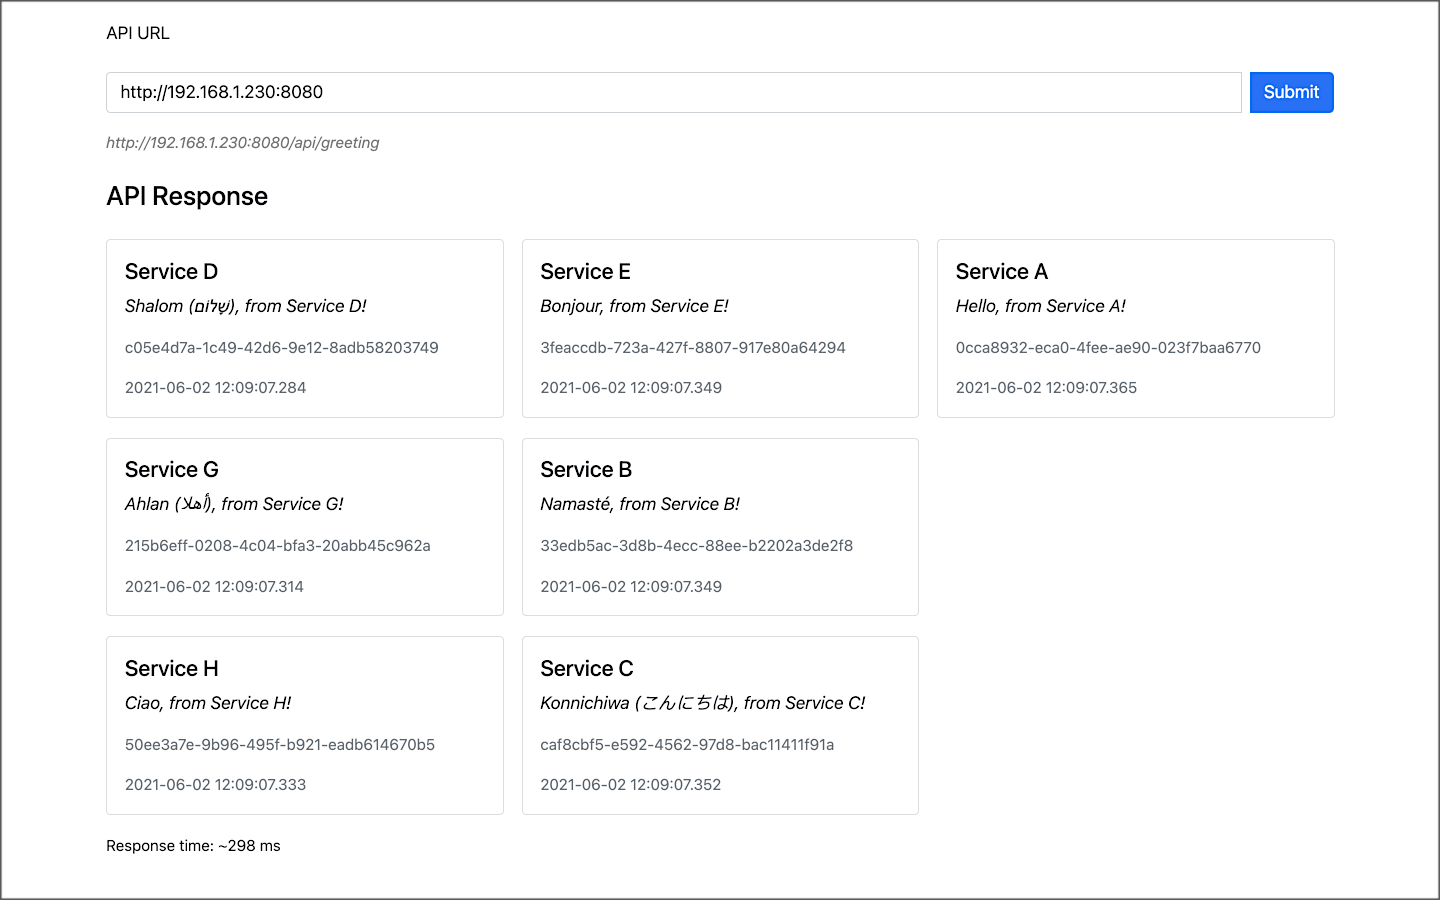 API URL
http://192.168.1.230:8080
Submit
http://192.168.1.230:8080/api/greeting
API Response
Service D
Shalom (שָׁלוֹם), from Service D!
c05e4d7a-1c49-42d6-9e12-8adb58203749
2021-06-02 12:09:07.284
Service E
Bonjour, from Service E!
3feaccdb-723a-427f-8807-917e80a64294
2021-06-02 12:09:07.349
Service A
Hello, from Service A!
0cca8932-eca0-4fee-ae90-023f7baa6770
2021-06-02 12:09:07.365
Service G
Ahlan (أهلا), from Service G!
215b6eff-0208-4c04-bfa3-20abb45c962a
2021-06-02 12:09:07.314
Service B
Namasté, from Service B!
33edb5ac-3d8b-4ecc-88ee-b2202a3de2f8
2021-06-02 12:09:07.349
Service H
Ciao, from Service H!
50ee3a7e-9b96-495f-b921-eadb614670b5
2021-06-02 12:09:07.333
Service C
Konnichiwa (こんにちは), from Service C!
caf8cbf5-e592-4562-97d8-bac11411f91a
2021-06-02 12:09:07.352
Response time: ~298 ms